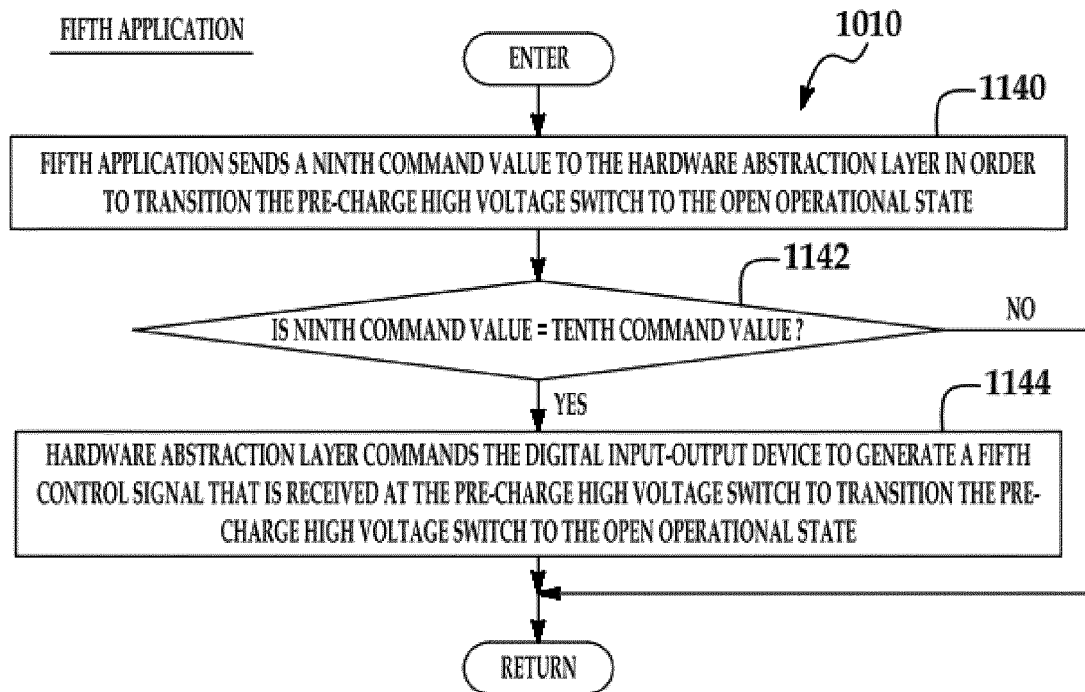 FIFTH APPLICATION
1010
ENTER
1140
FIFTH APPLICATION SENDS A NINTH COMMAND VALUE TO THE HARDWARE ABSTRACTION LAYER IN ORDER
TO TRANSITION THE PRE-CHARGE HIGH VOLTAGE SWITCH TO THE OPEN OPERATIONAL STATE
1142
IS NINTH COMMAND VALUE = TENTH COMMAND VALUE ?
NO
YES
1144
HARDWARE ABSTRACTION LAYER COMMANDS THE DIGITAL INPUT-OUTPUT DEVICE TO GENERATE A FIFTH
CONTROL SIGNAL THAT IS RECEIVED AT THE PRE-CHARGE HIGH VOLTAGE SWITCH TO TRANSITION THE PRE-
CHARGE HIGH VOLTAGE SWITCH TO THE OPEN OPERATIONAL STATE
RETURN